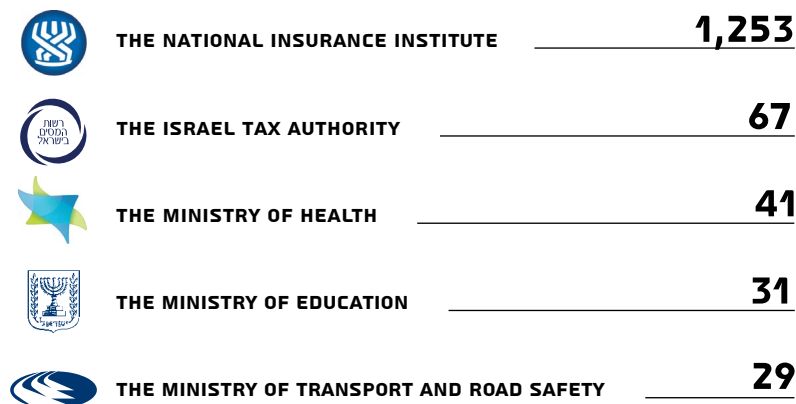 THE NATIONAL INSURANCE INSTITUTE 1,253
רשות
המסים
בישראל
THE ISRAEL TAX AUTHORITY 67
THE MINISTRY OF HEALTH 41
ישראל
THE MINISTRY OF EDUCATION 31
THE MINISTRY OF TRANSPORT AND ROAD SAFETY 29